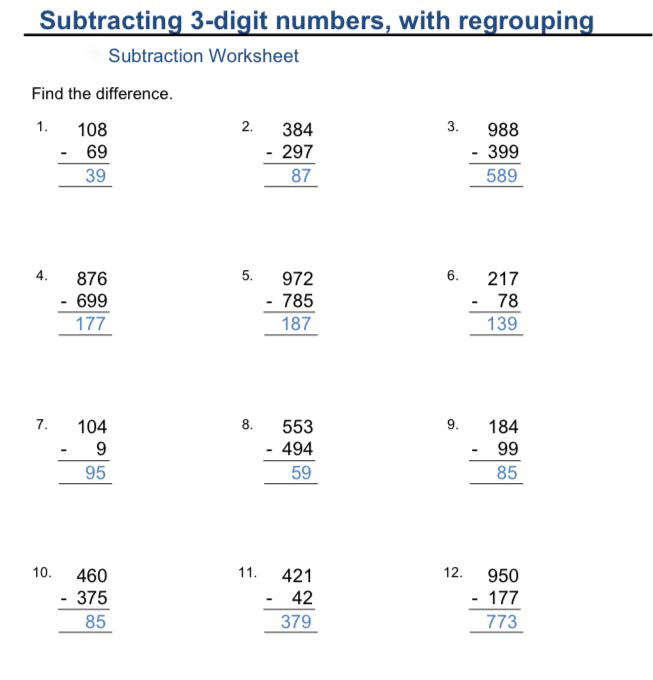 Subtracting 3-digit numbers, with regrouping
Subtraction Worksheet
Find the difference.
1. 108 2. 384 3. 988
- 69 - 297 - 399
39 87 589
4. 876 5. 972 6. 217
- 699 - 785 - 78
177 187 139
7. 104 8. 553 9. 184
- 9 - 494 - 99
95 59 85
10. 460 11. 421 12. 950
- 375 - 42 - 177
85 379 773